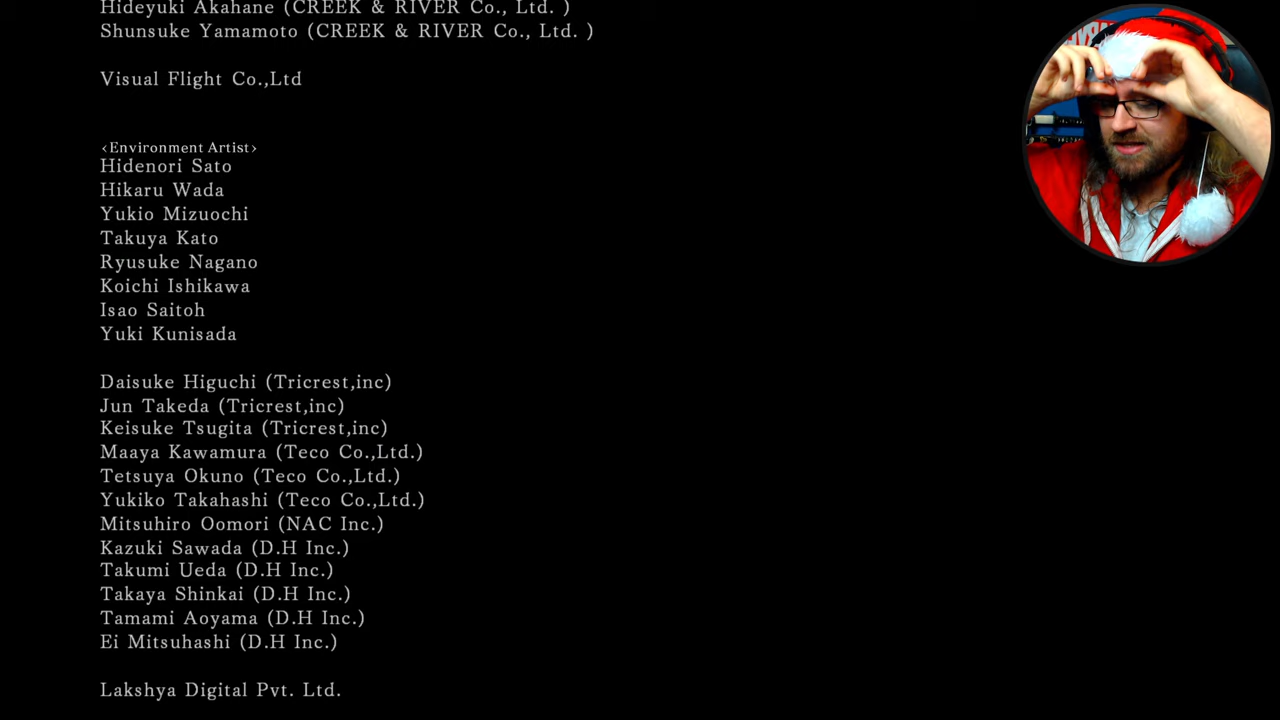 Hideyuki Akahane (CREEK & RIVER Co., Ltd. )
Shunsuke Yamamoto (CREEK & RIVER Co., Ltd. )
Visual Flight Co.,Ltd
<Environment Artist>
Hidenori Sato
Hikaru Wada
Yukio Mizuochi
Takuya Kato
Ryusuke Nagano
Koichi Ishikawa
Isao Saitoh
Yuki Kunisada
Daisuke Higuchi (Tricrest,inc)
Jun Takeda (Tricrest,inc)
Keisuke Tsugita (Tricrest,inc)
Maaya Kawamura (Teco Co.,Ltd.)
Tetsuya Okuno (Teco Co.,Ltd.)
Yukiko Takahashi (Teco Co.,Ltd.)
Mitsuhiro Oomori (NAC Inc.)
Kazuki Sawada (D.H Inc.)
Takumi Ueda (D.H Inc.)
Takaya Shinkai (D.H Inc.)
Tamami Aoyama (D.H Inc.)
Ei Mitsuhashi (D.H Inc.)
Lakshya Digital Pvt. Ltd.